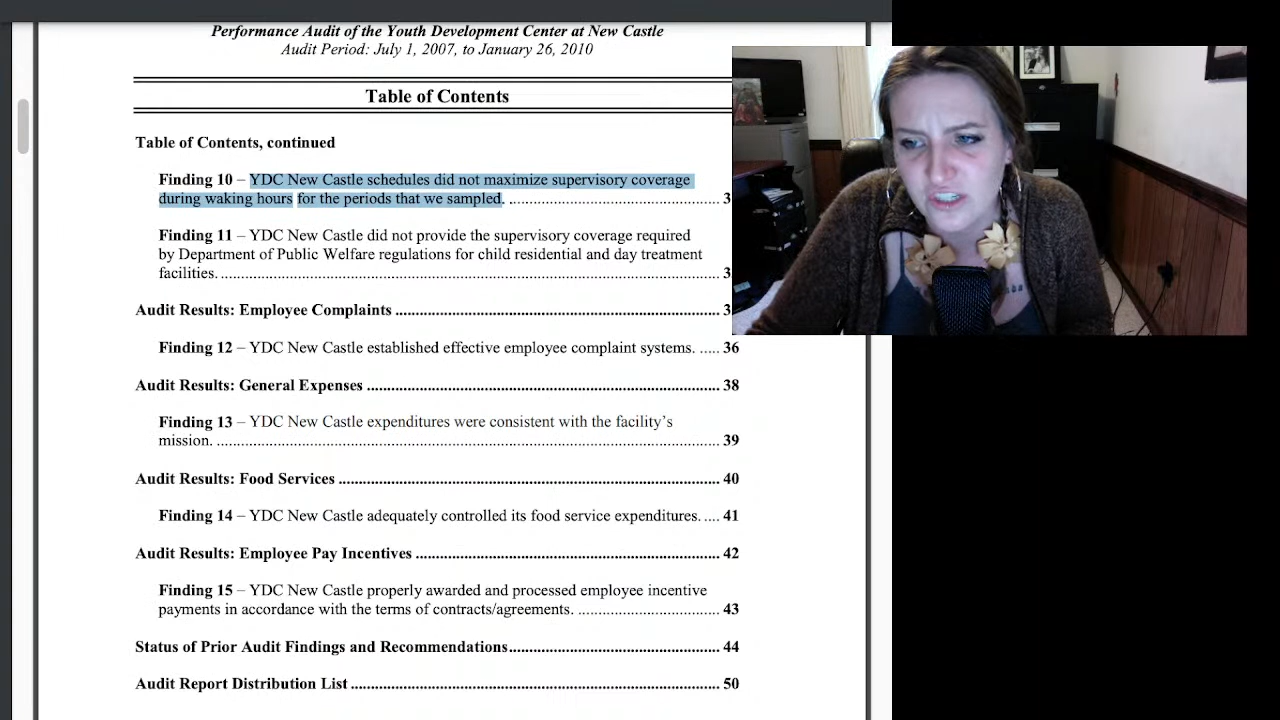 Performance Audit of the Youth Development Center at New Castle
Audit Period: July 1, 2007, to January 26, 2010
Table of Contents
Table of Contents, continued
Finding 10 – YDC New Castle schedules did not maximize supervisory coverage
during waking hours for the periods that we sampled. ........ 3
Finding 11 – YDC New Castle did not provide the supervisory coverage required
by Department of Public Welfare regulations for child residential and day treatment
facilities. ........ 3
Audit Results: Employee Complaints ........ 3
Finding 12 – YDC New Castle established effective employee complaint systems. ..... 36
Audit Results: General Expenses ........ 38
Finding 13 – YDC New Castle expenditures were consistent with the facility’s
mission. ........ 39
Audit Results: Food Services ........ 40
Finding 14 – YDC New Castle adequately controlled its food service expenditures. .... 41
Audit Results: Employee Pay Incentives ........ 42
Finding 15 – YDC New Castle properly awarded and processed employee incentive
payments in accordance with the terms of contracts/agreements. ........ 43
Status of Prior Audit Findings and Recommendations ........ 44
Audit Report Distribution List ........ 50